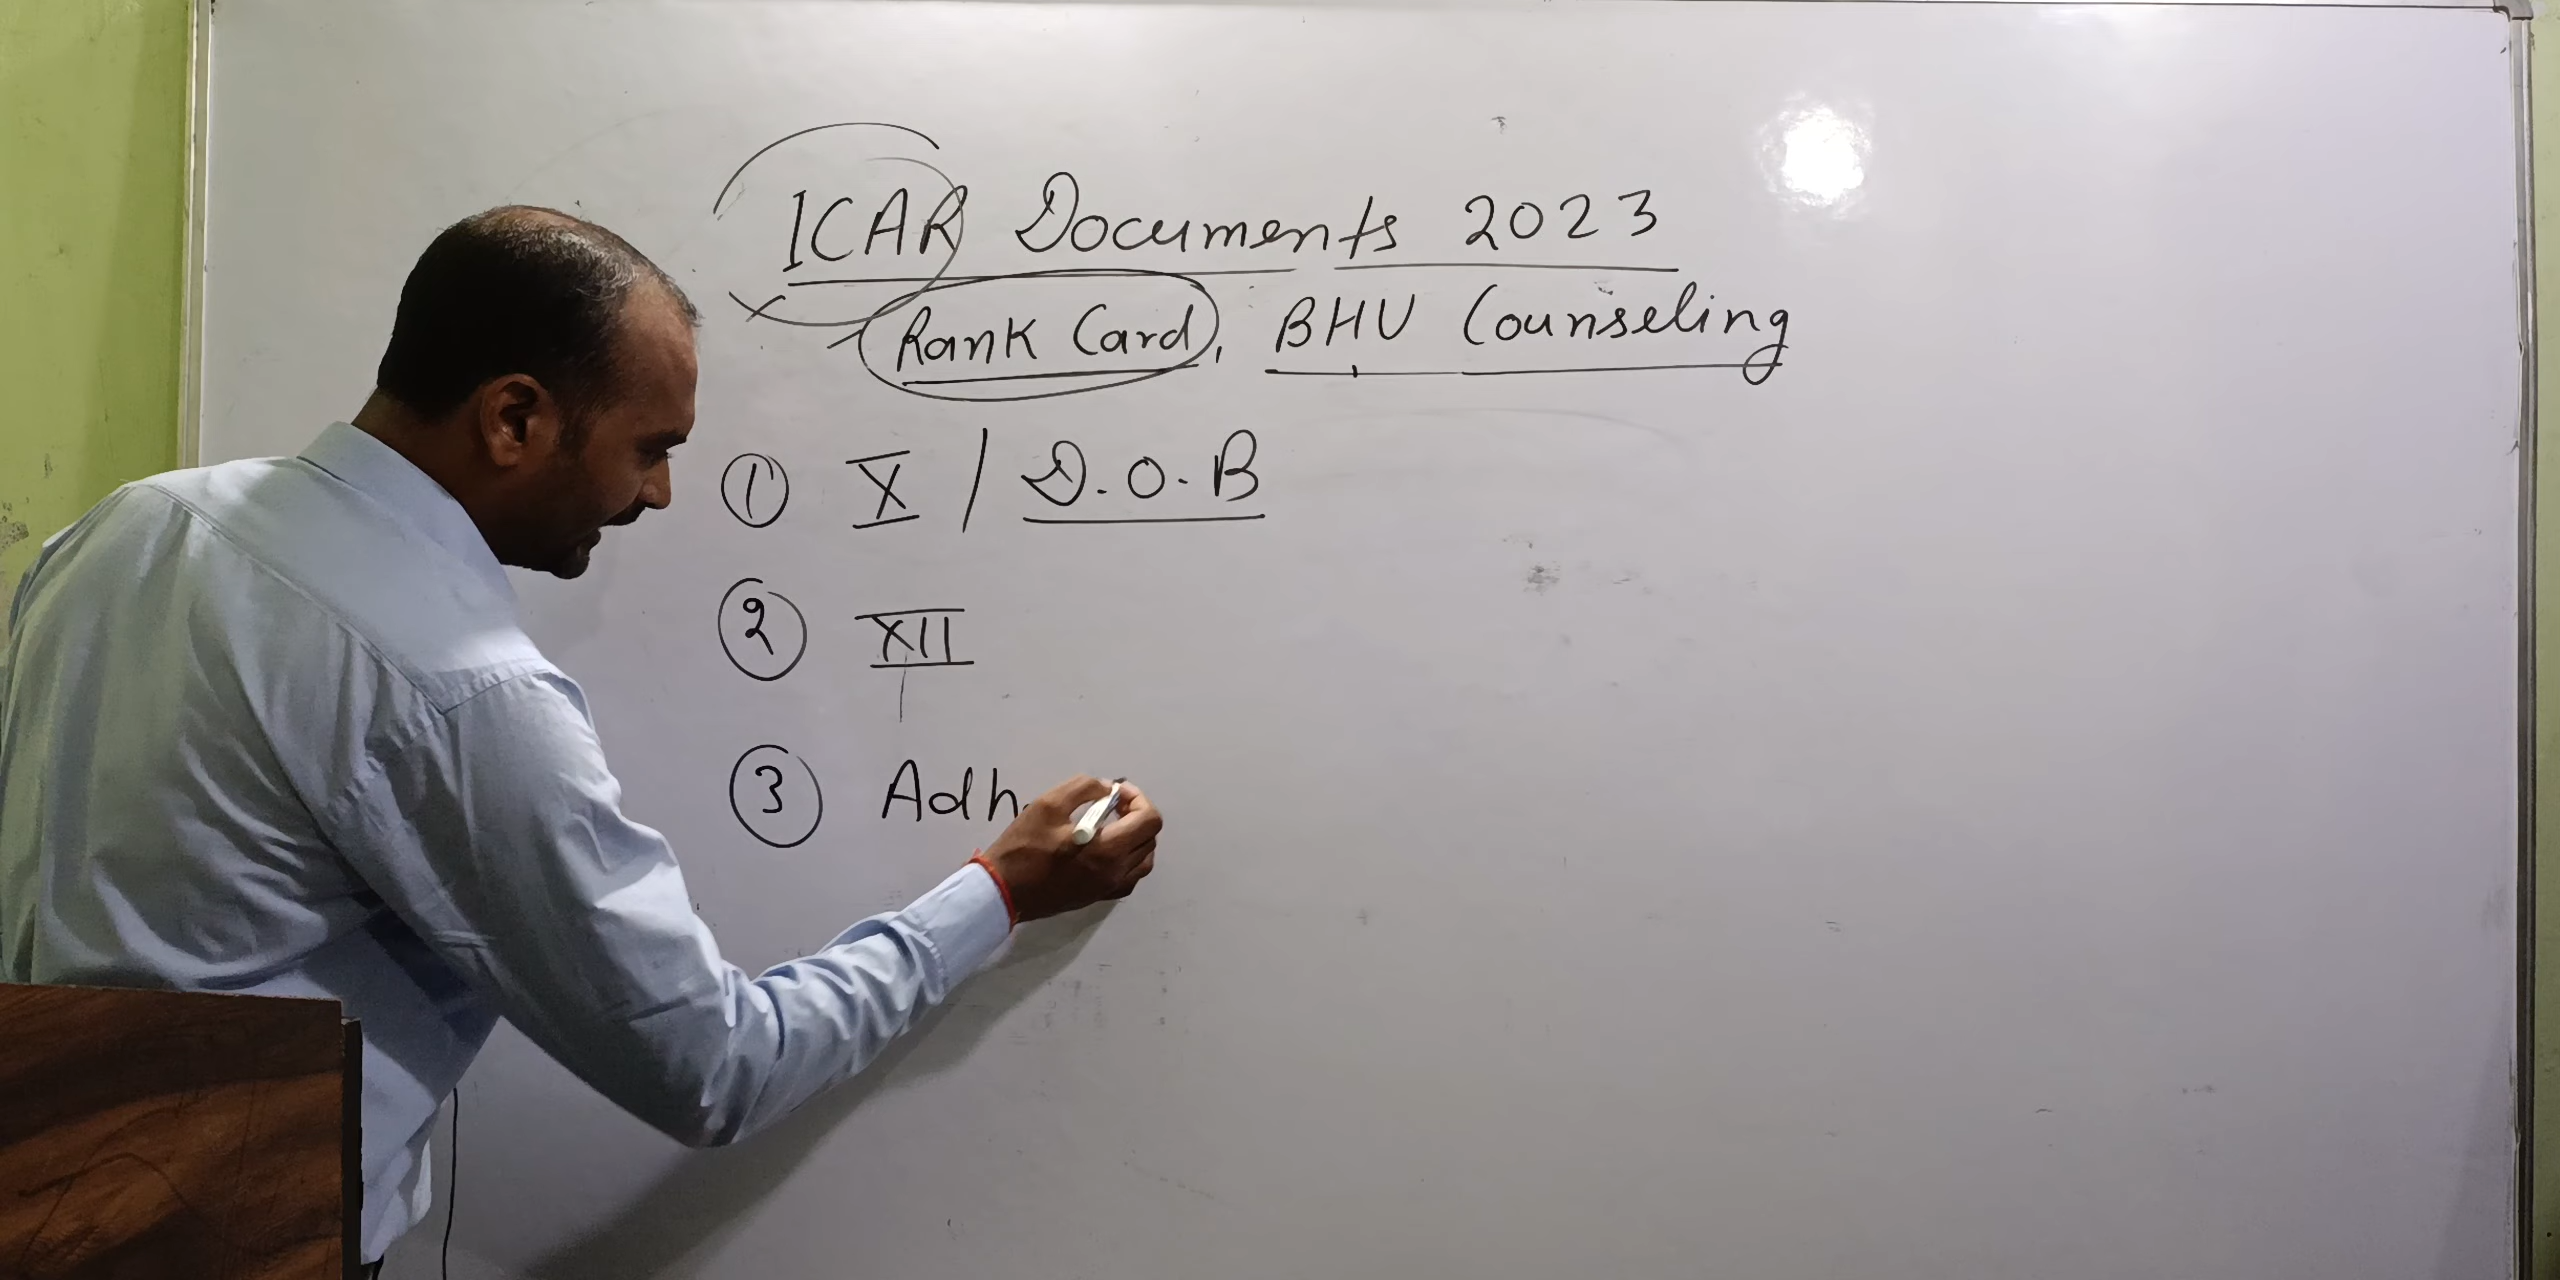 ICAR Documents 2023
Rank Card, BHU Counseling
① X / D.O.B
② XII
③ Adh